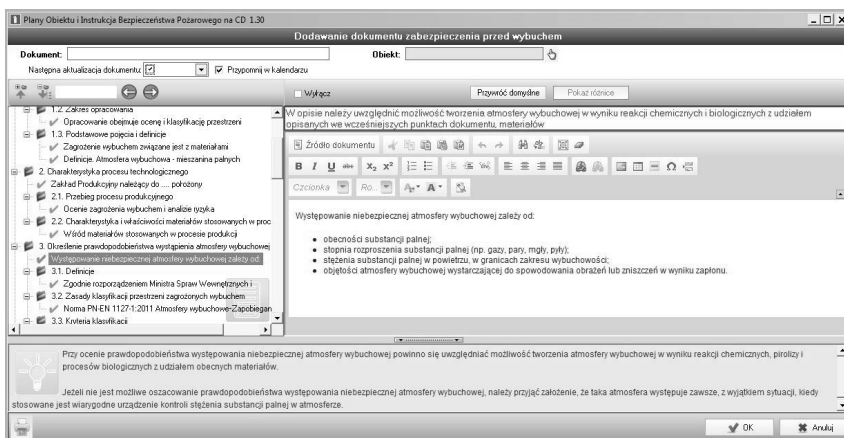 Plany Obiektu i Instrukcja Bezpieczeństwa Pożarowego na CD 1.30
Dodawanie dokumentu zabezpieczenia przed wybuchem
Dokument:
Obiekt:
Następna aktualizacja dokumentu:
Przypomnij w kalendarzu
Wyłącz
Przywróć domyślne
Pokaż różnice
1.2. Zakres opracowania
Opracowanie obejmuje ocenę i klasyfikację przestrzeni
1.3. Podstawowe pojęcia i definicje
Zagrożenie wybuchem związane jest z materiałami
Definicje. Atmosfera wybuchowa - mieszanina palnych
2. Charakterystyka procesu technologicznego
Zakład Produkcyjny należący do .... położony
2.1. Przebieg procesu produkcyjnego
Ocenie zagrożenia wybuchem i analizie ryzyka
2.2. Charakterystyka i właściwości materiałów stosowanych w proc
Wśród materiałów stosowanych w procesie produkcji
3. Określenie prawdopodobieństwa wystąpienia atmosfery wybuchowej
Występowanie niebezpiecznej atmosfery wybuchowej zależy od:
3.1. Definicje
Zgodnie rozporządzeniem Ministra Spraw Wewnętrznych i
3.2. Zasady klasyfikacji przestrzeni zagrożonych wybuchem
Norma PN-EN 1127-1:2011 Atmosfery wybuchowe-Zapobiegan
3.3. Kryteria klasyfikacji
W opisie należy uwzględnić możliwość tworzenia atmosfery wybuchowej w wyniku reakcji chemicznych i biologicznych z udziałem
opisanych we wcześniejszych punktach dokumentu, materiałów
Źródło dokumentu
B I U abc X₂ X²
Czcionka
Ro...
A
A
Występowanie niebezpiecznej atmosfery wybuchowej zależy od:
• obecności substancji palnej;
• stopnia rozproszenia substancji palnej (np. gazy, pary, mgły, pyły);
• stężenia substancji palnej w powietrzu, w granicach zakresu wybuchowości;
• objętości atmosfery wybuchowej wystarczającej do spowodowania obrażeń lub zniszczeń w wyniku zapłonu.
Przy ocenie prawdopodobieństwa występowania niebezpiecznej atmosfery wybuchowej powinno się uwzględniać możliwość tworzenia atmosfery wybuchowej w wyniku reakcji chemicznych, pirolizy i
procesów biologicznych z udziałem obecnych materiałów.
Jeżeli nie jest możliwe oszacowanie prawdopodobieństwa występowania niebezpiecznej atmosfery wybuchowej, należy przyjąć założenie, że taka atmosfera występuje zawsze, z wyjątkiem sytuacji, kiedy
stosowane jest wiarygodne urządzenie kontroli stężenia substancji palnej w atmosferze.
OK
Anuluj